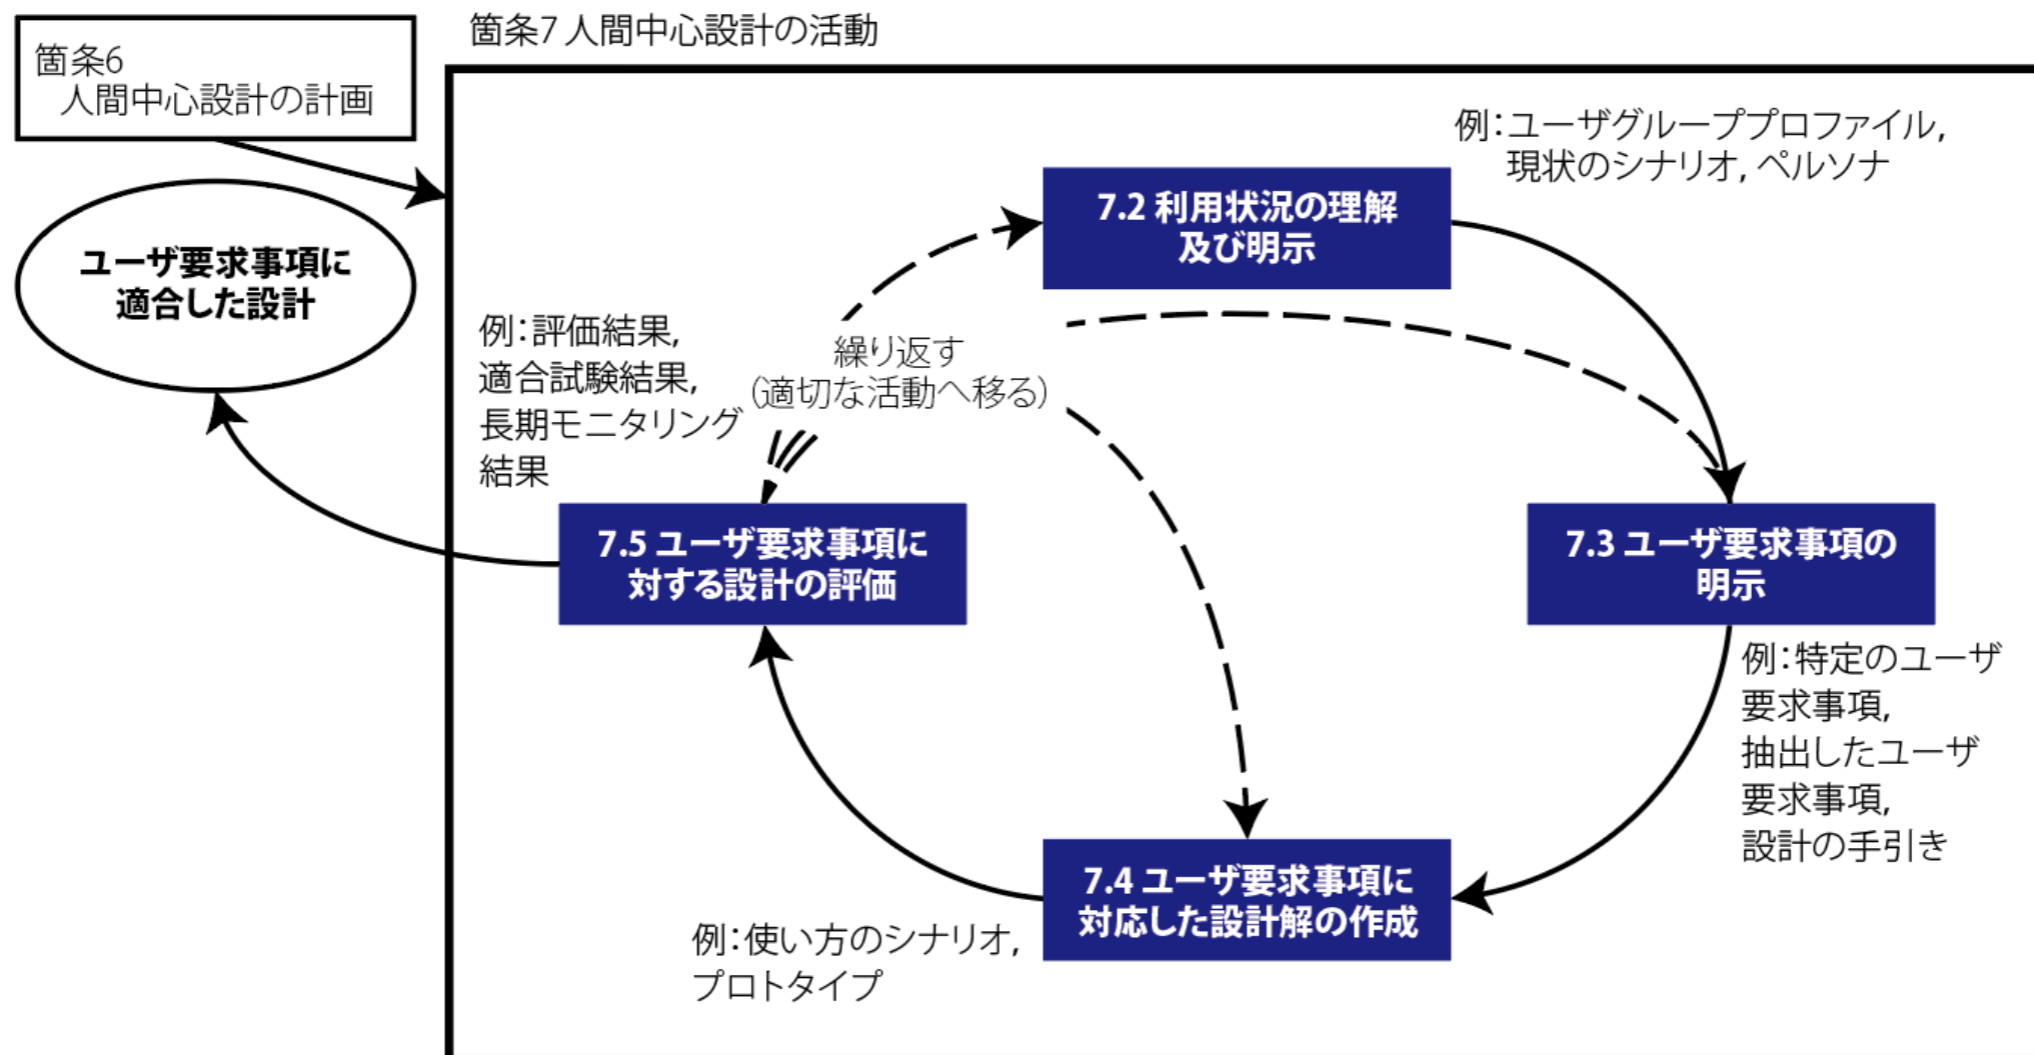 箇条6
人間中心設計の計画
箇条7 人間中心設計の活動
ユーザ要求事項に
適合した設計
7.2 利用状況の理解
及び明示
例：ユーザグループプロファイル,
現状のシナリオ, ペルソナ
例：評価結果,
適合試験結果,
長期モニタリング
結果
繰り返す
（適切な活動へ移る）
7.5 ユーザ要求事項に
対する設計の評価
7.3 ユーザ要求事項の
明示
例：特定のユーザ
要求事項,
抽出したユーザ
要求事項,
設計の手引き
7.4 ユーザ要求事項に
対応した設計解の作成
例：使い方のシナリオ,
プロトタイプ